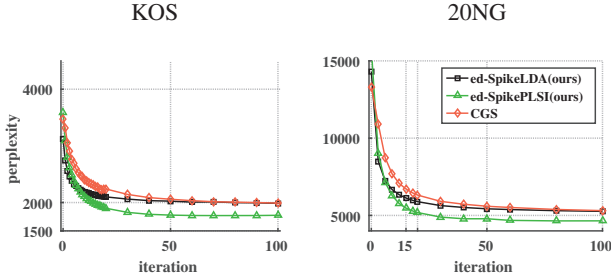 KOS
20NG
4000
2000
1500
perplexity
0
50
100
iteration
15000
10000
5000
0
15
50
100
iteration
ed-SpikeLDA(ours)
ed-SpikePLSI(ours)
CGS